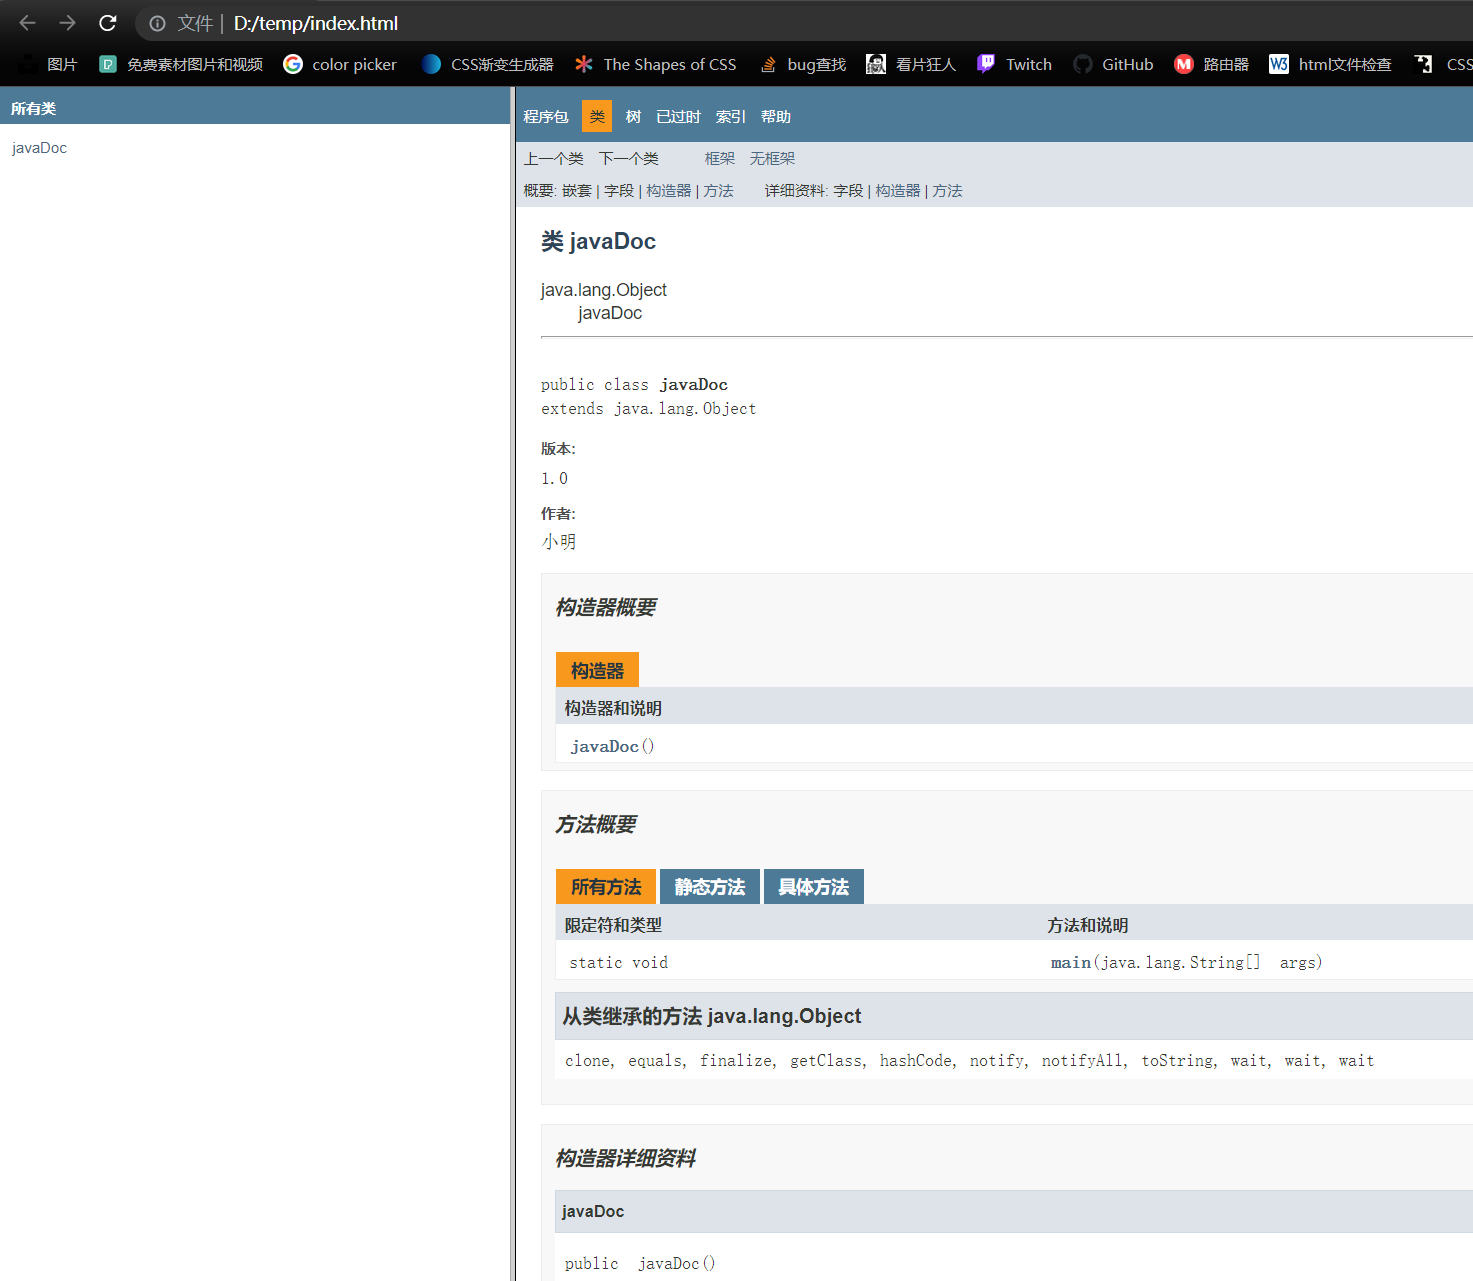 文件 | D:/temp/index.html
图片 免费素材图片和视频 color picker CSS渐变生成器 The Shapes of CSS bug查找 看片狂人 Twitch GitHub 路由器 html文件检查 CSS
所有类
javaDoc
程序包 类 树 已过时 索引 帮助
上一个类 下一个类 框架 无框架
概要: 嵌套 | 字段 | 构造器 | 方法 详细资料: 字段 | 构造器 | 方法
类 javaDoc
java.lang.Object
javaDoc
public class javaDoc
extends java.lang.Object
版本:
1.0
作者:
小明
构造器概要
构造器
构造器和说明
javaDoc()
方法概要
所有方法 静态方法 具体方法
限定符和类型 方法和说明
static void main(java.lang.String[] args)
从类继承的方法 java.lang.Object
clone, equals, finalize, getClass, hashCode, notify, notifyAll, toString, wait, wait, wait
构造器详细资料
javaDoc
public javaDoc()